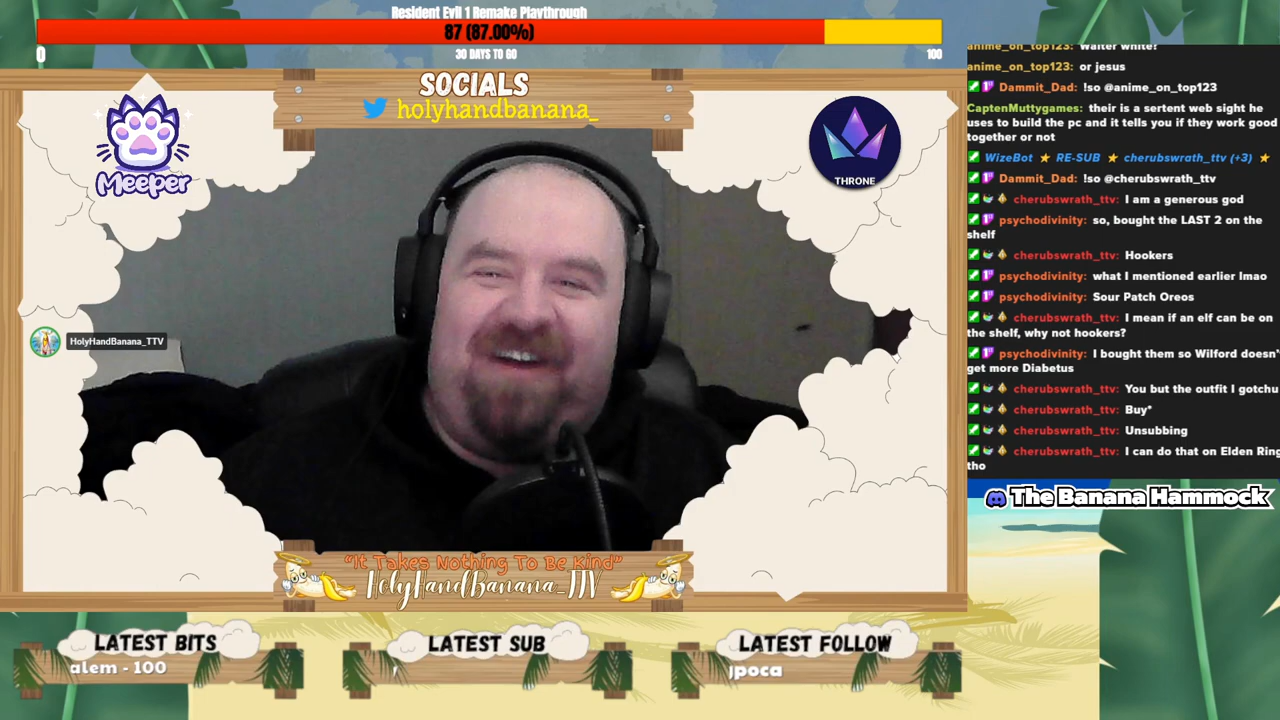 Resident Evil 1 Remake Playthrough
87 (87.00%)
0
30 DAYS TO GO
100
SOCIALS
holyhandbanana_
Meeper
THRONE
HolyHandBanana_TTV
"It Takes Nothing To Be Kind"
HolyHandBanana_TTV
anime_on_top123: walter white?
anime_on_top123: or jesus
Dammit_Dad: !so @anime_on_top123
CaptenMuttygames: their is a sertent web sight he
uses to build the pc and it tells you if they work good
together or not
WizeBot ★ RE-SUB ★ cherubswrath_ttv (+3) ★
Dammit_Dad: !so @cherubswrath_ttv
cherubswrath_ttv: I am a generous god
psychodivinity: so, bought the LAST 2 on the
shelf
cherubswrath_ttv: Hookers
psychodivinity: what I mentioned earlier lmao
psychodivinity: Sour Patch Oreos
cherubswrath_ttv: I mean if an elf can be on
the shelf, why not hookers?
psychodivinity: I bought them so Wilford doesn'
get more Diabetus
cherubswrath_ttv: You but the outfit I gotchu
cherubswrath_ttv: Buy*
cherubswrath_ttv: Unsubbing
cherubswrath_ttv: I can do that on Elden Ring
tho
The Banana Hammock
LATEST BITS
alem - 100
LATEST SUB
LATEST FOLLOW
jpoca